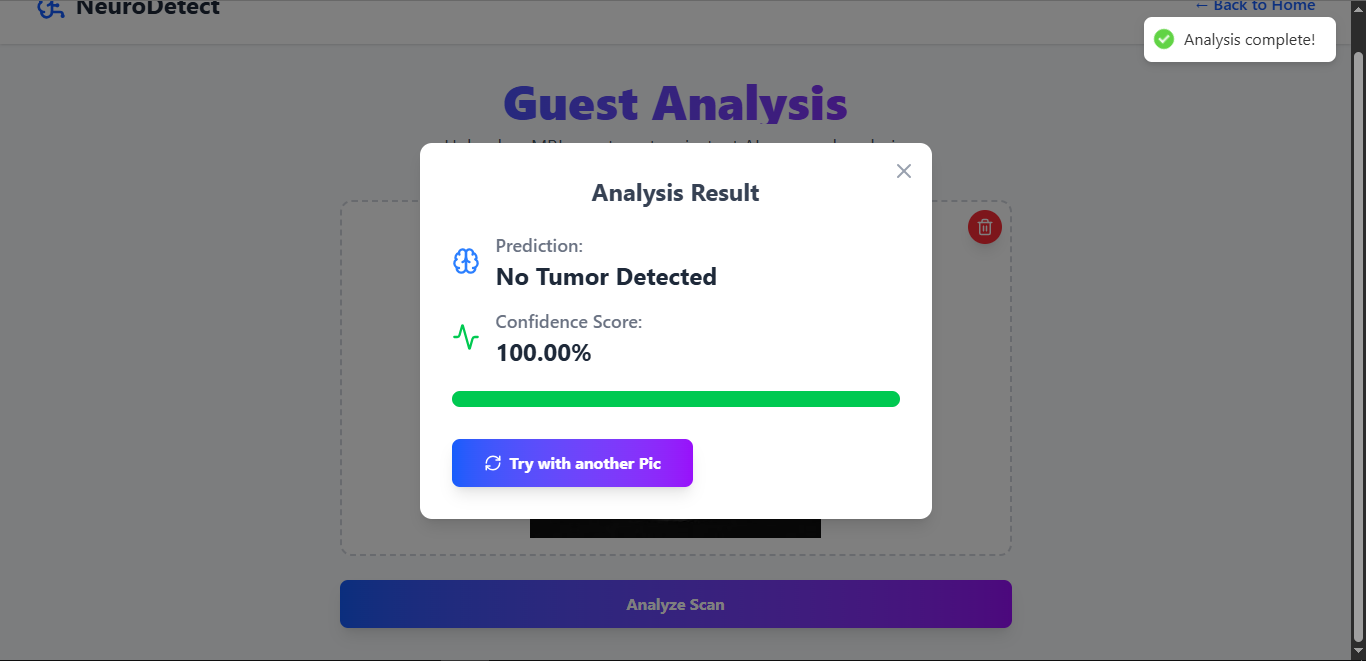 NeuroDetect
← Back to Home
Analysis complete!
Guest Analysis
Analysis Result
Prediction:
No Tumor Detected
Confidence Score:
100.00%
Try with another Pic
Analyze Scan